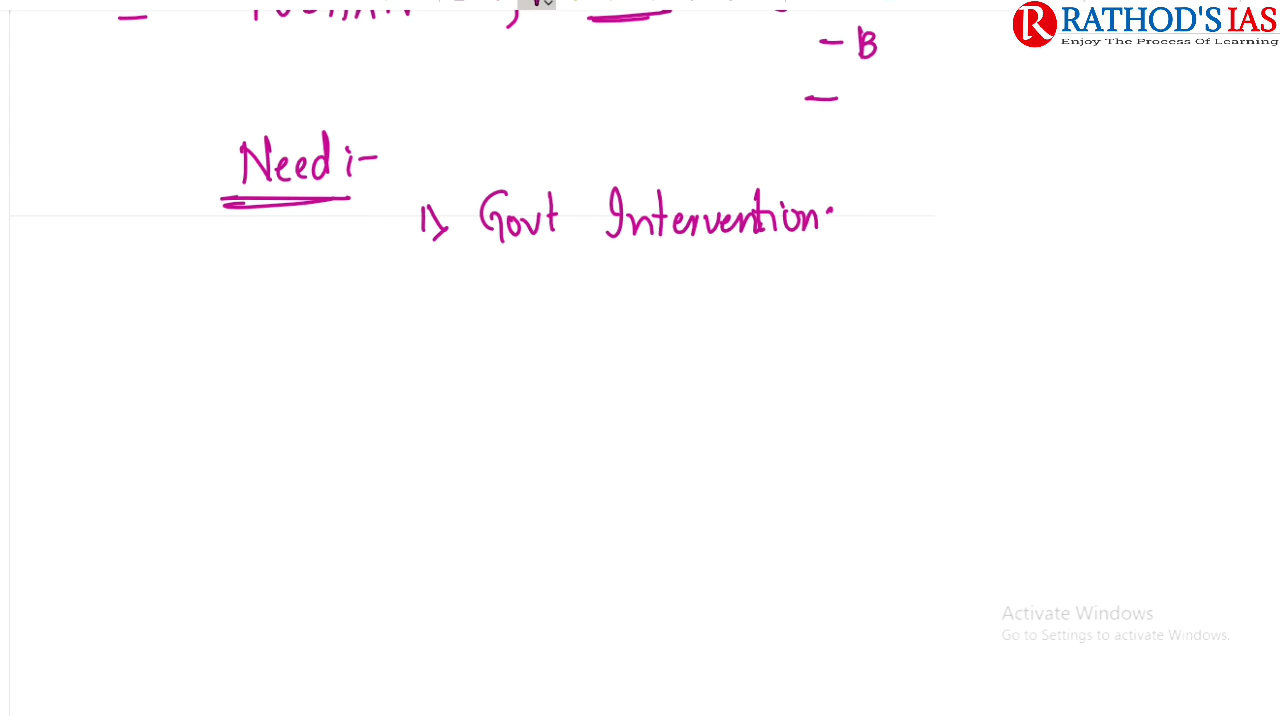 RATHOD'S IAS
Enjoy The Process Of Learning
- B
-
Need :-
1) Govt Intervention.
Activate Windows
Go to Settings to activate Windows.